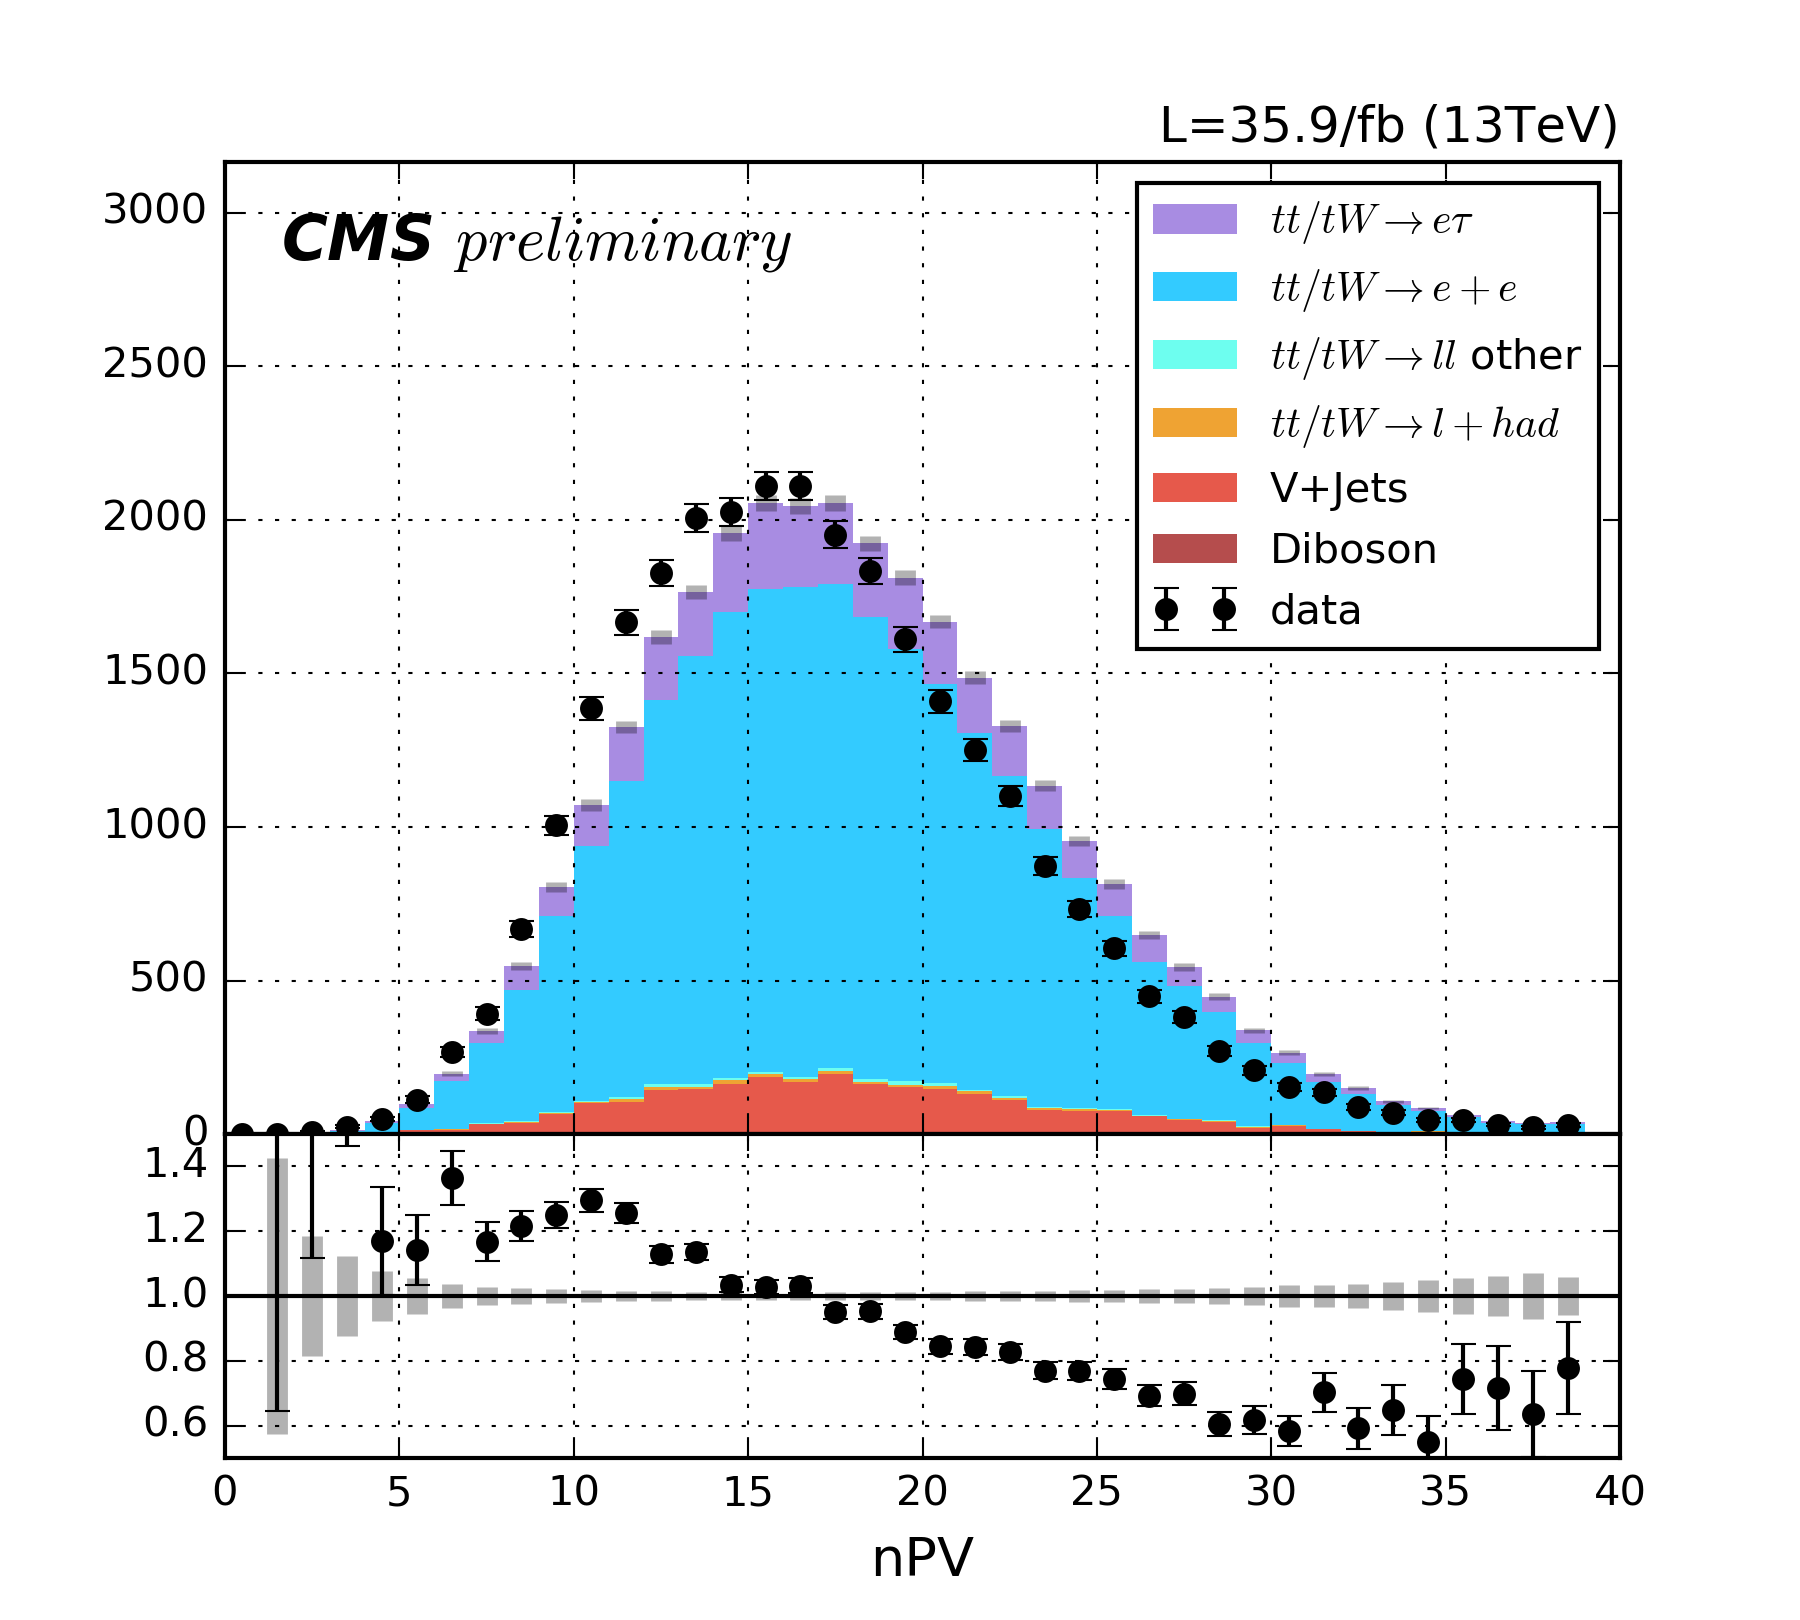 L=35.9/fb (13TeV)
CMS preliminary
3000
2500
2000
1500
1000
500
0
tt/tW→eτ
tt/tW→e+e
tt/tW→ll other
tt/tW→l+had
V+Jets
Diboson
data
1.4
1.2
1.0
0.8
0.6
0 5 10 15 20 25 30 35 40
nPV